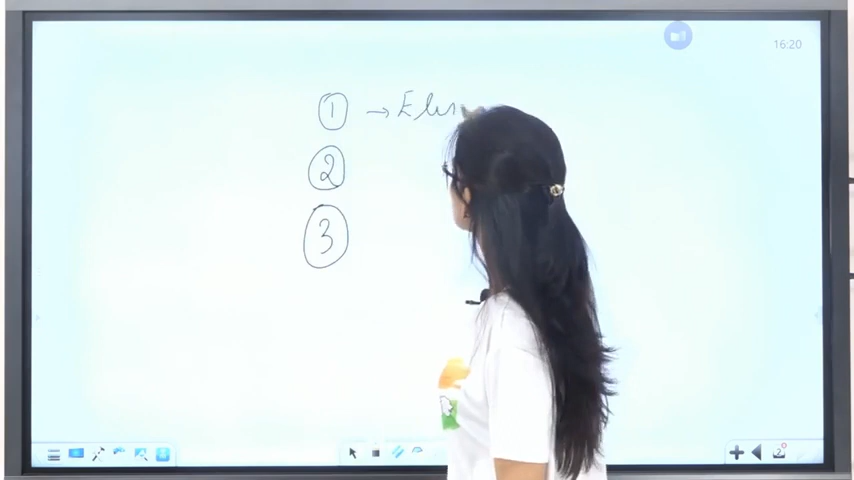 16:20
① →
②
③